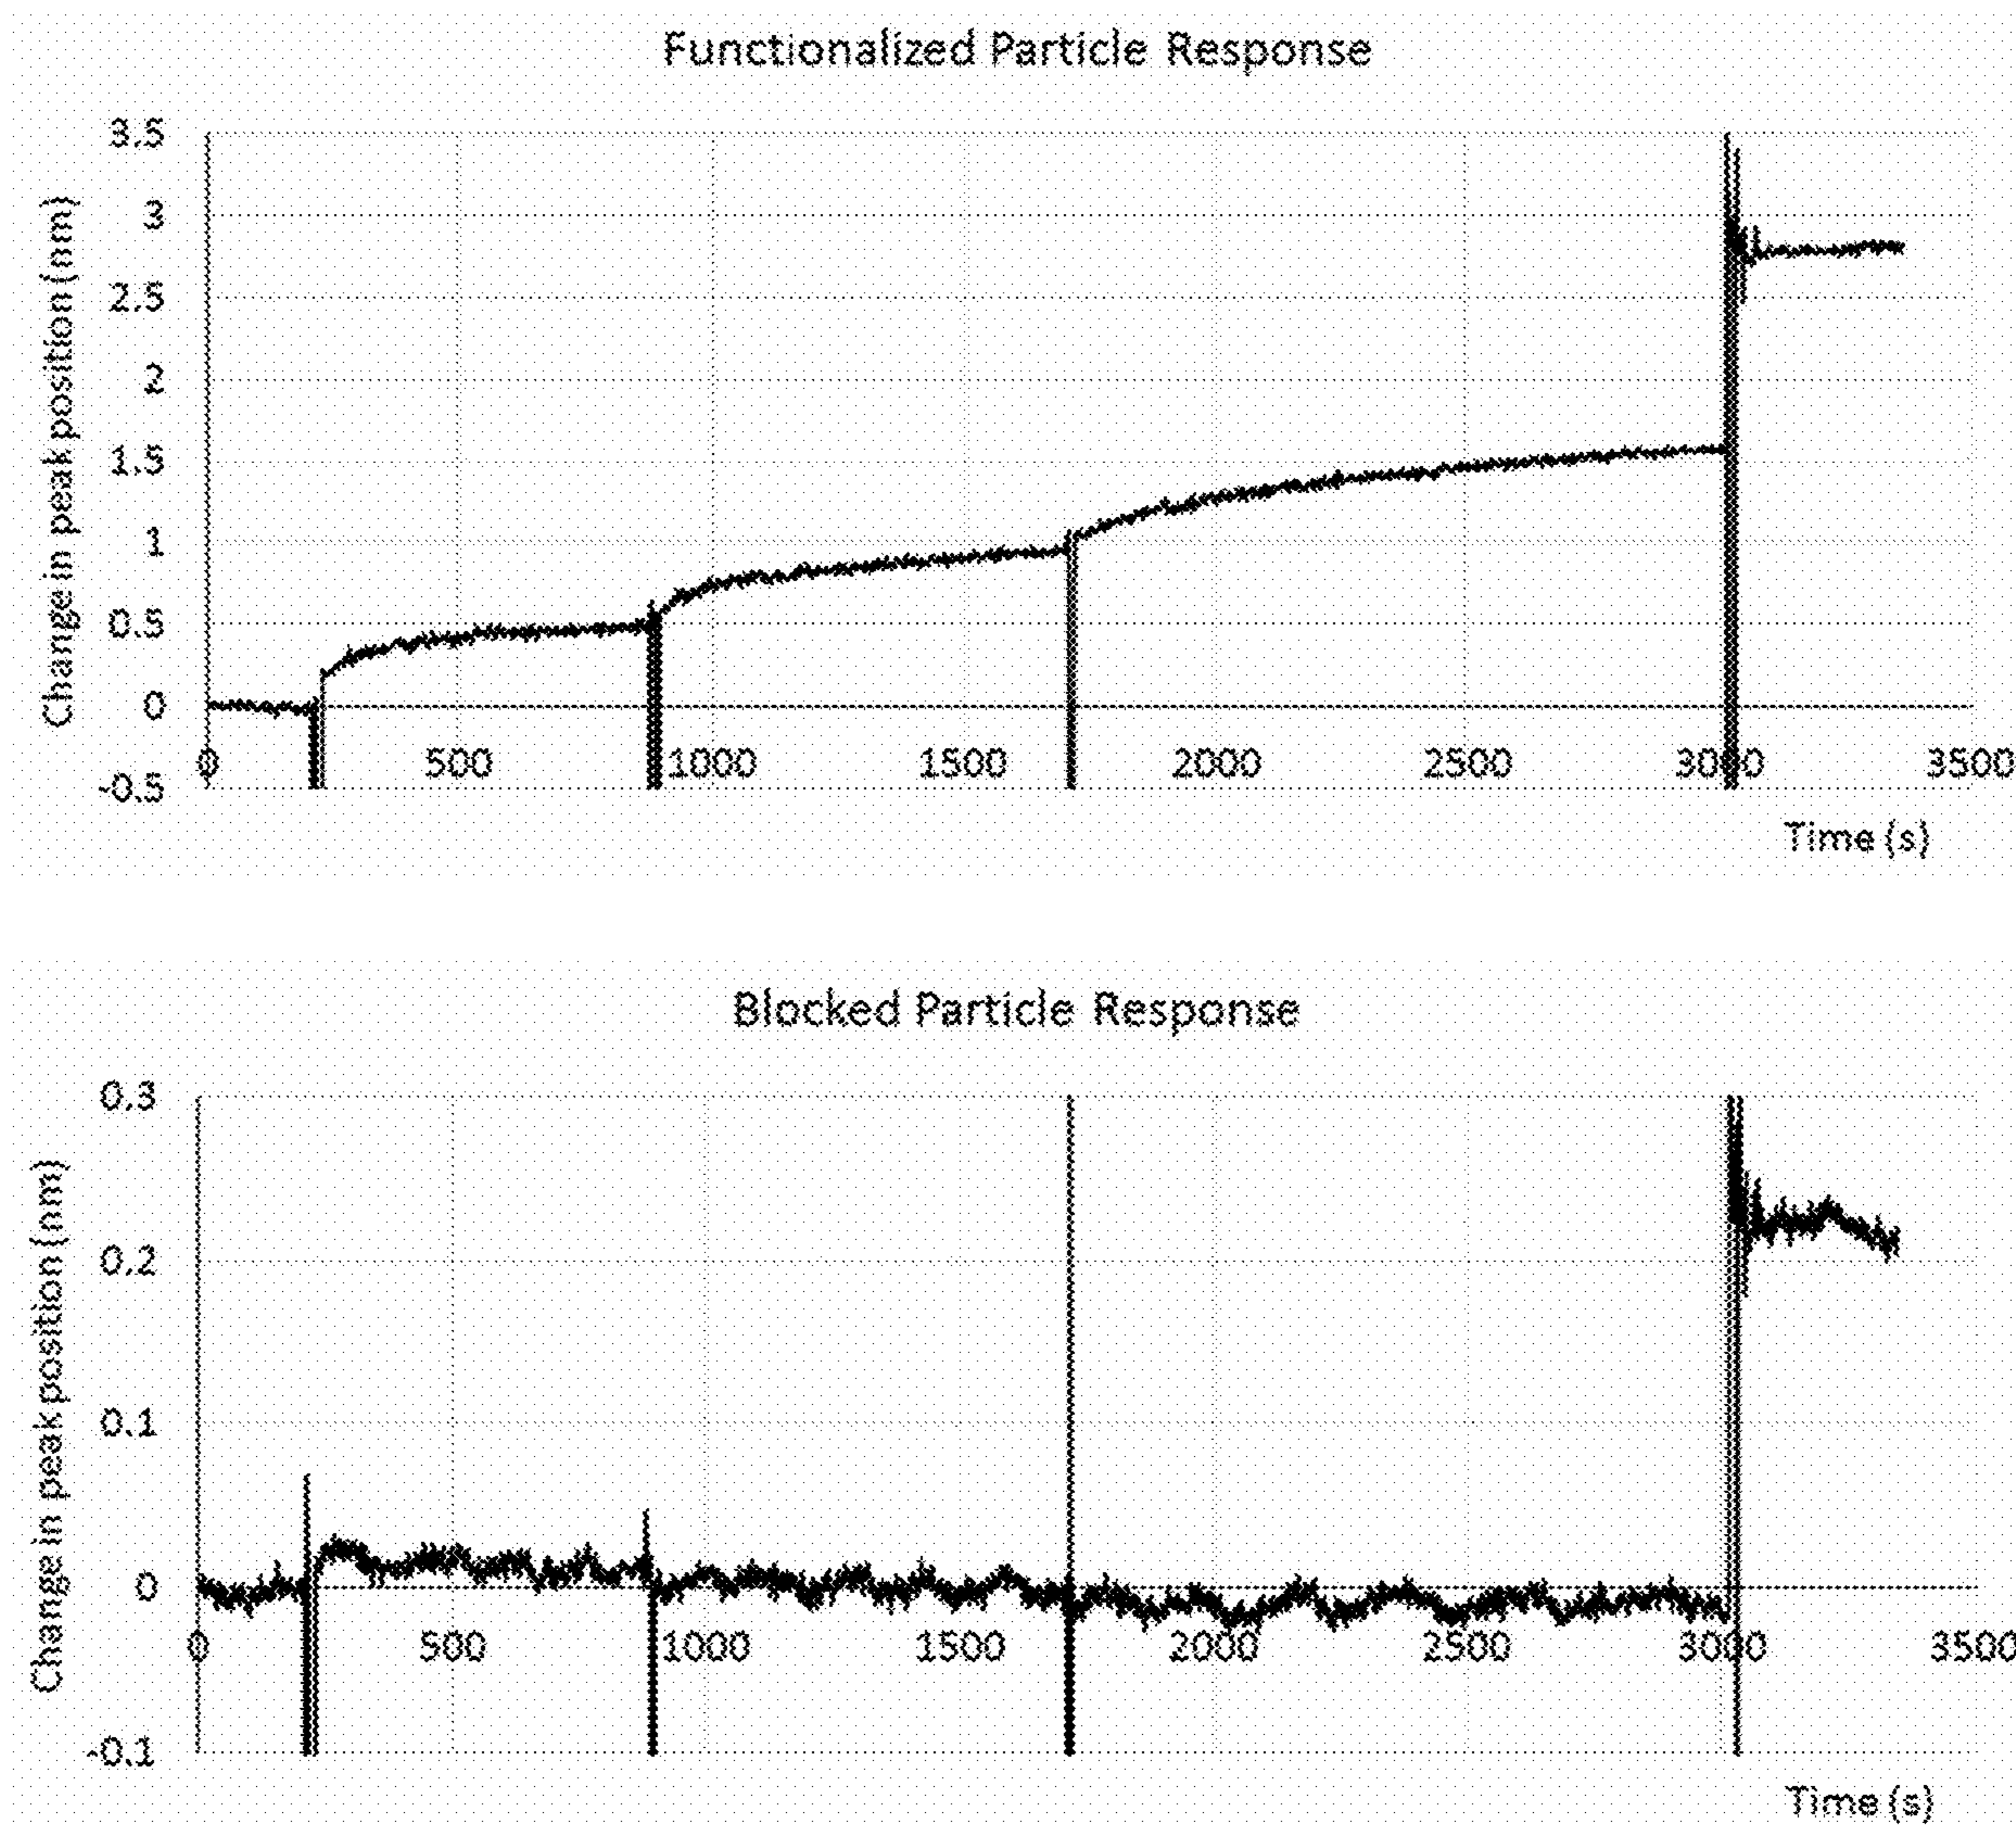 Functionalized Particle Response
Change in peak position (nm)
3.5
3
2.5
2
1.5
1
0.5
0
-0.5
0 500 1000 1500 2000 2500 3000 3500
Time (s)
Blocked Particle Response
Change in peak position (nm)
0.3
0.2
0.1
0
-0.1
0 500 1000 1500 2000 2500 3000 3500
Time (s)